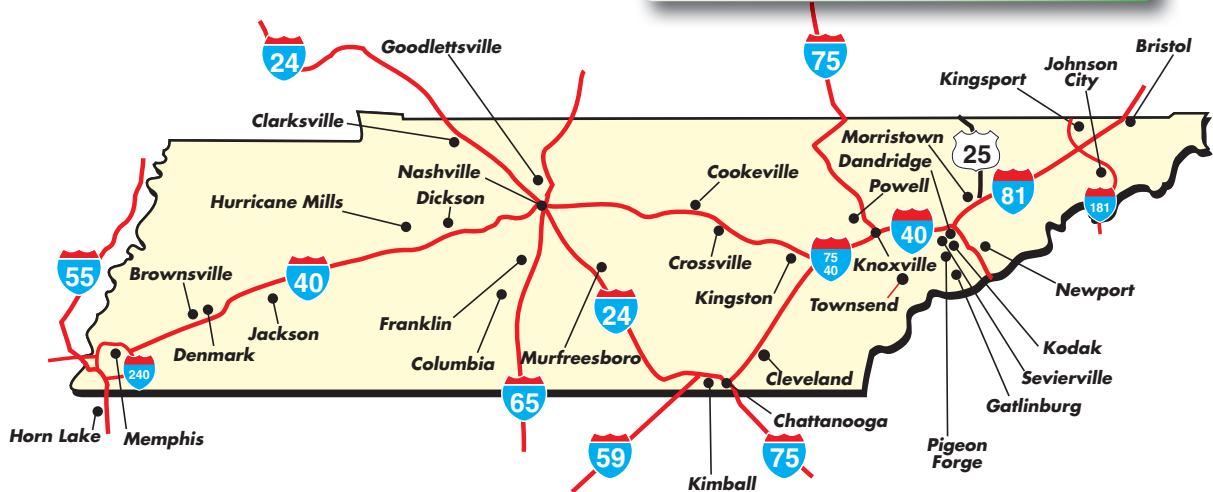 24
Goodlettsville
75
Bristol
Johnson
City
Kingsport
Clarksville
Morristown
25
Dandridge
Nashville
Cookeville
Powell
Dickson
Hurricane Mills
81
181
40
55
75
40
Brownsville
40
Crossville
Knoxville
Kingston
Townsend
Newport
24
Jackson
Franklin
Denmark
Columbia
Murfreesboro
Kodak
240
Cleveland
Sevierville
65
Gatlinburg
Chattanooga
Horn Lake
Memphis
Pigeon
Forge
59
75
Kimball